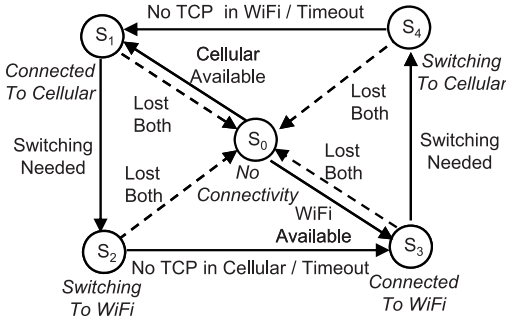 No TCP in WiFi / Timeout
S1
S4
Connected
To Cellular
Cellular
Available
Switching
To Cellular
Lost
Both
Lost
Both
Switching
Needed
S0
Switching
Needed
Lost
Both
No
Connectivity
Lost
Both
WiFi
Available
S2
S3
No TCP in Cellular / Timeout
Switching
To WiFi
Connected
To WiFi